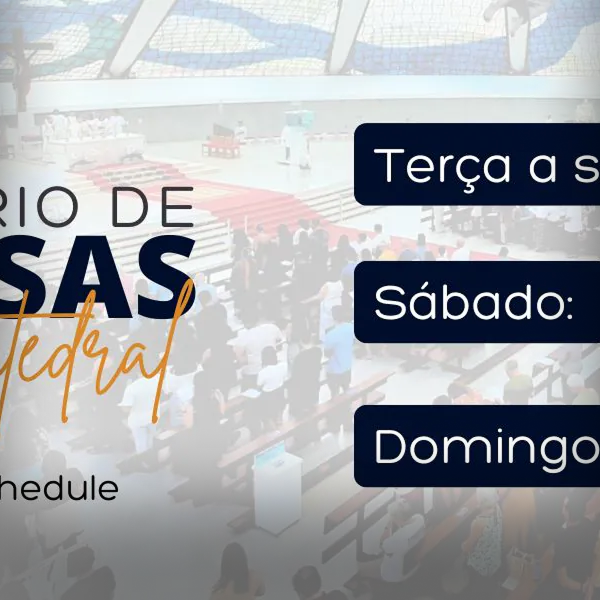 RIO DE
SAS
tedral
hedule
Terça a s
Sábado:
Domingo